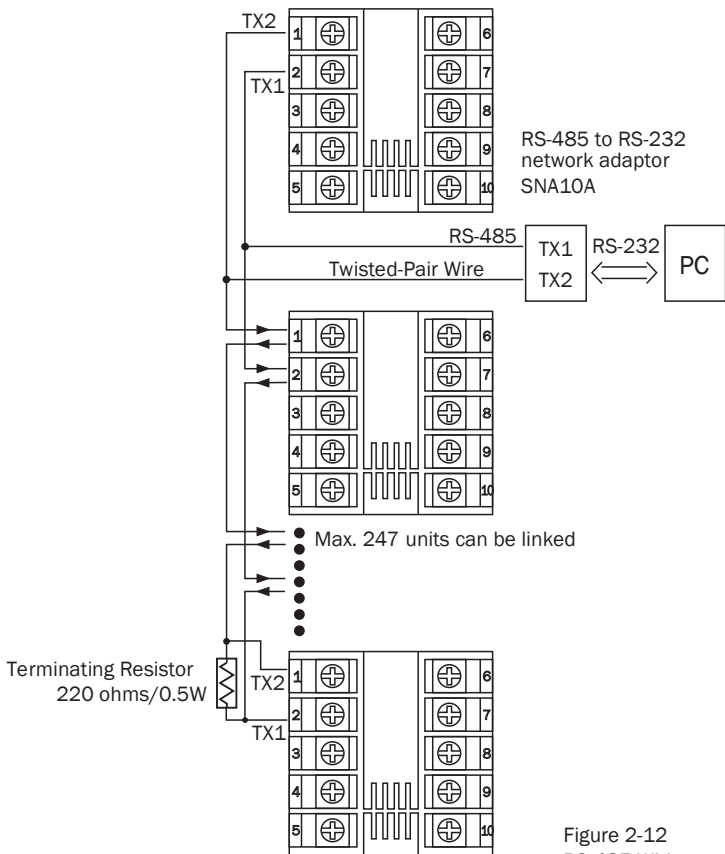 TX2
TX1
1
2
3
4
5
6
7
8
9
10
RS-485 to RS-232
network adaptor
SNA10A
RS-485
Twisted-Pair Wire
TX1
TX2
RS-232
PC
1
2
3
4
5
6
7
8
9
10
Max. 247 units can be linked
Terminating Resistor
220 ohms/0.5W
TX2
TX1
1
2
3
4
5
6
7
8
9
10
Figure 2-12